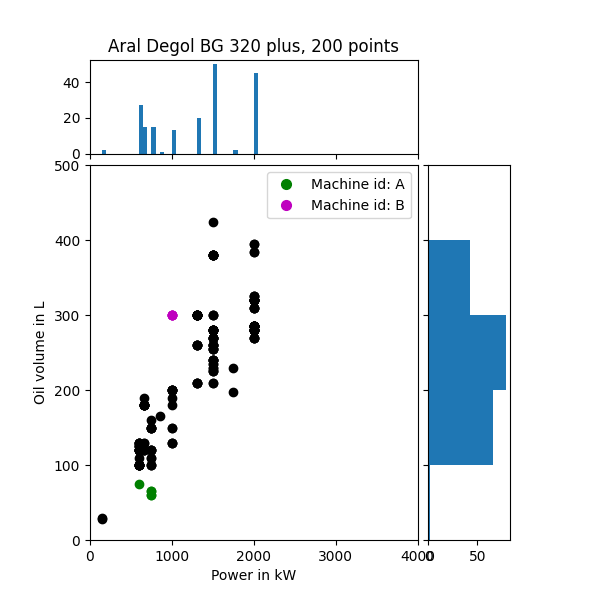 Aral Degol BG 320 plus, 200 points
40
20
0
500
400
300
200
100
0
Oil volume in L
Machine id: A
Machine id: B
0 1000 2000 3000 4000
0 50
Power in kW